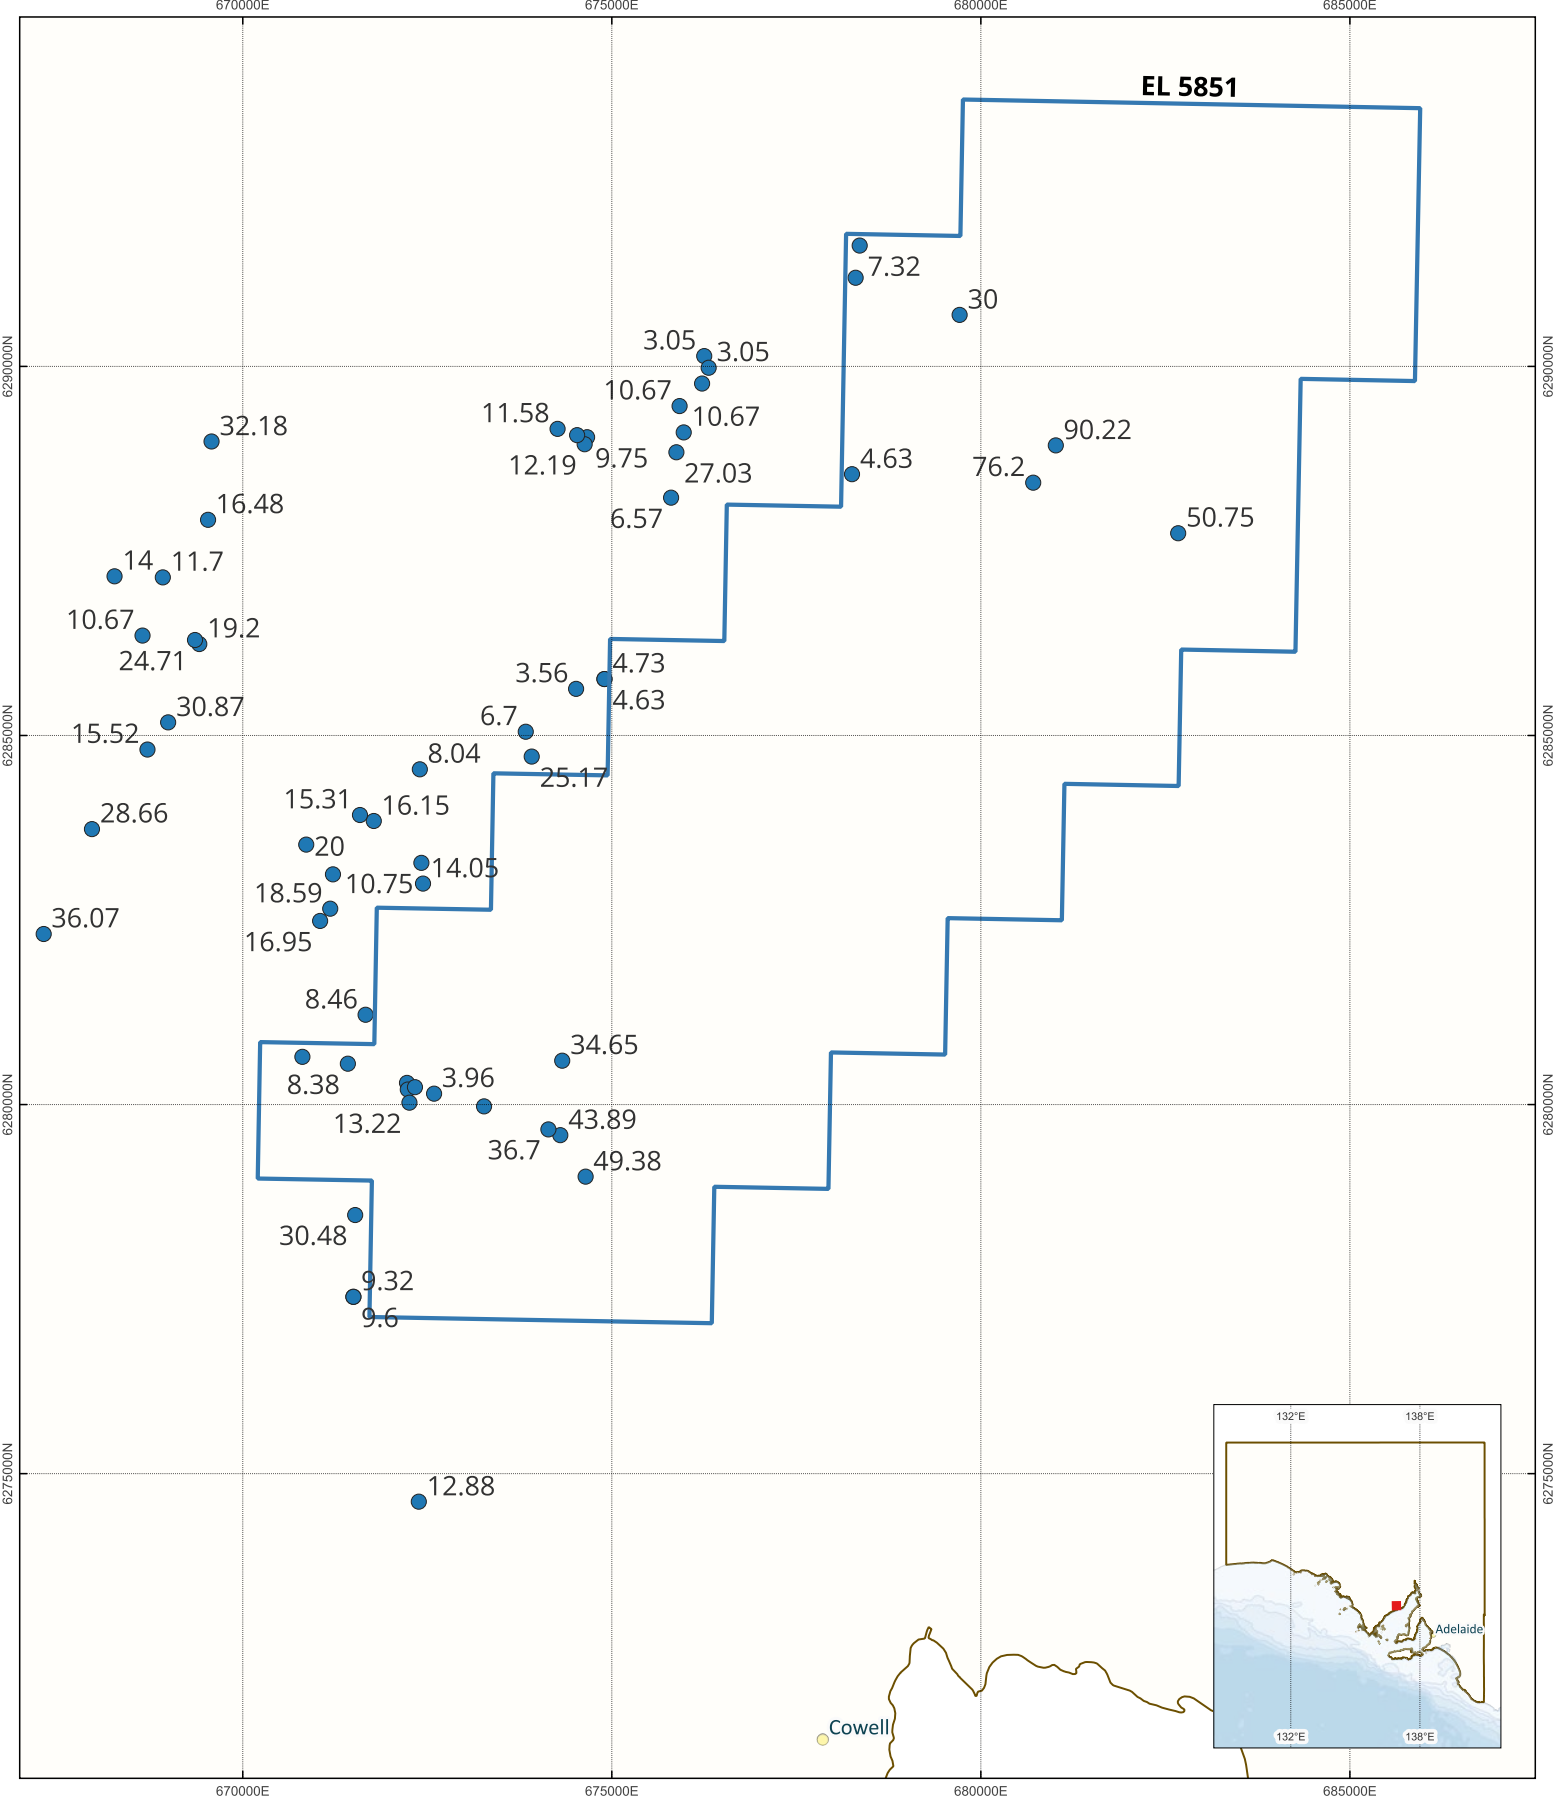 670000E
675000E
680000E
685000E
EL 5851
7.32
30
3.05
3.05
6290000N
6290000N
10.67
10.67
11.58
32.18
90.22
12.19
9.75
4.63
76.2
27.03
16.48
6.57
50.75
14
11.7
10.67
19.2
24.71
4.73
3.56
4.63
30.87
6.7
15.52
6285000N
6285000N
8.04
25.17
15.31
16.15
28.66
20
14.05
10.75
18.59
36.07
16.95
8.46
34.65
3.96
8.38
6280000N
6280000N
13.22
43.89
36.7
49.38
30.48
9.32
9.6
6275000N
6275000N
12.88
132°E
138°E
Adelaide
Cowell
132°E
138°E
670000E
675000E
680000E
685000E